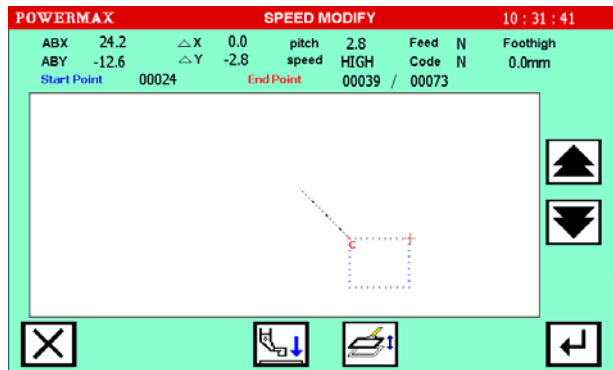 POWERMAX SPEED MODIFY 10 : 31 : 41
ABX 24.2 △X 0.0 pitch 2.8 Feed N Foothigh
ABY -12.6 △Y -2.8 speed HIGH Code N 0.0mm
Start Point 00024 End Point 00039 / 00073
C